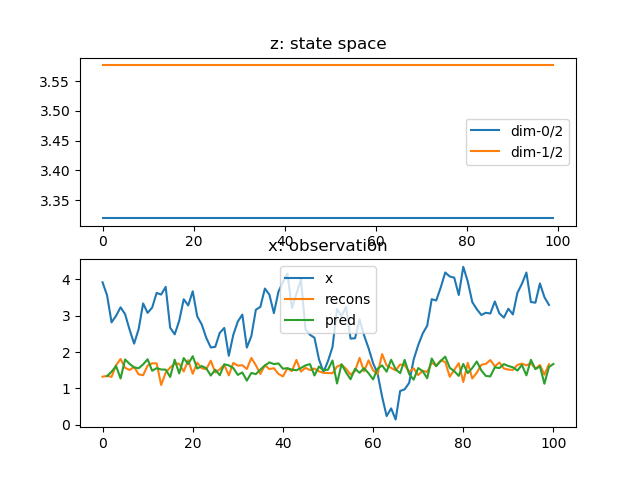 z: state space
3.55
3.50
3.45
3.40
3.35
dim-0/2
dim-1/2
0 20 40 60 80 100
x: observation
4
3
2
1
0
x
recons
pred
0 20 40 60 80 100